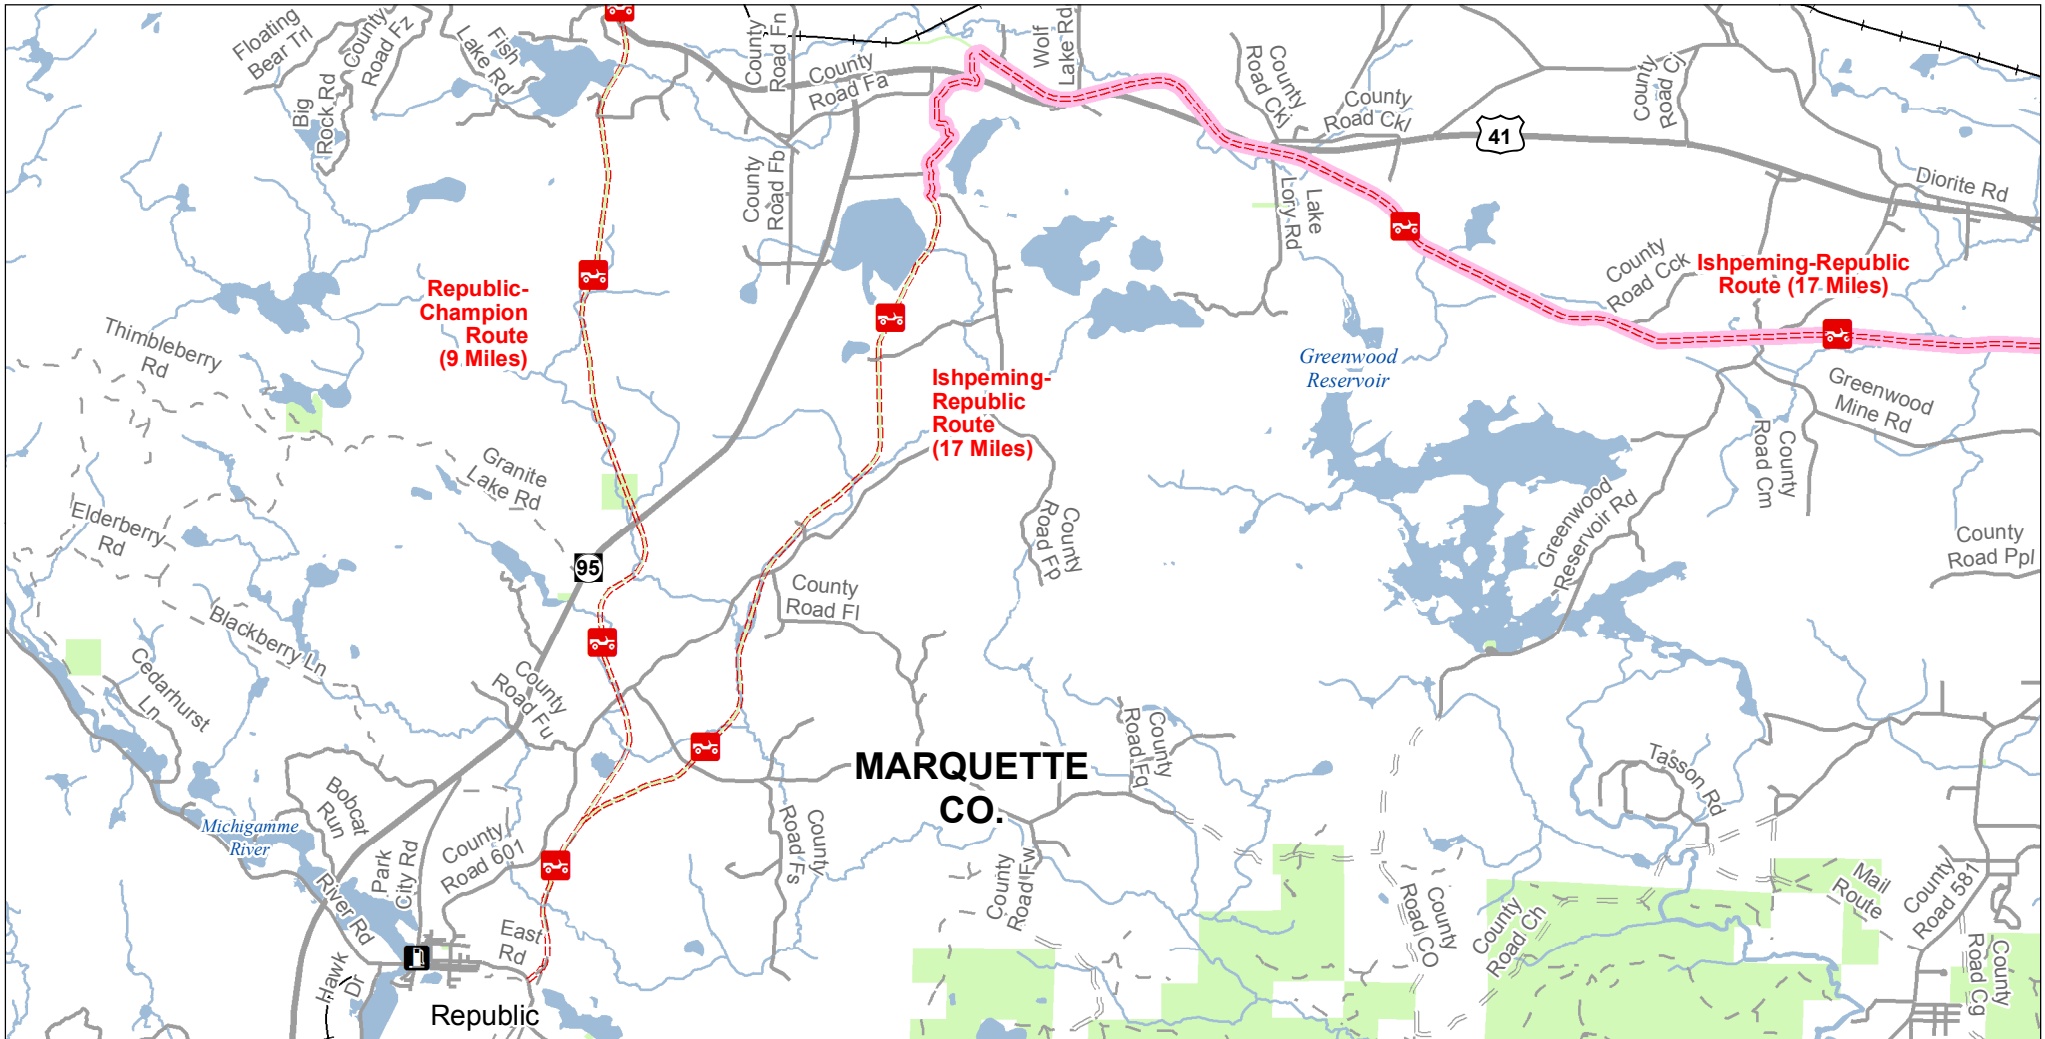 Floating
Bear Trl
County
Road Fz
Big
Rock Rd
Fish
Lake Rd
County
Road Fn
County
Road Fa
Wolf
Lake Rd
County
Road Ckj
County
Road Ckl
County
Road Cj
41
Diorite Rd
County
Road Fb
Lake
Lory Rd
County
Road Cck
Ishpeming-Republic
Route (17 Miles)
Republic-
Champion
Route
(9 Miles)
Thimbleberry
Rd
Greenwood
Reservoir
Ishpeming-
Republic
Route
(17 Miles)
Greenwood
Mine Rd
County
Road Cm
Granite
Lake Rd
Elderberry
Rd
County
Road Fp
Greenwood
Reservoir Rd
County
Road Ppl
95
County
Road Fl
Blackberry Ln
Cedarhurst
Ln
County
Road Fu
County
Road Fq
MARQUETTE
CO.
Tasson Rd
Bobcat
Run
Michigamme
River
Park
City Rd
County
Road 601
County
Road Fs
County
Road Fw
County
Road CO
County
Road Ch
Mail
Route
County
Road 581
River Rd
East
Rd
Hawk
Dr
County
Road Cg
Republic